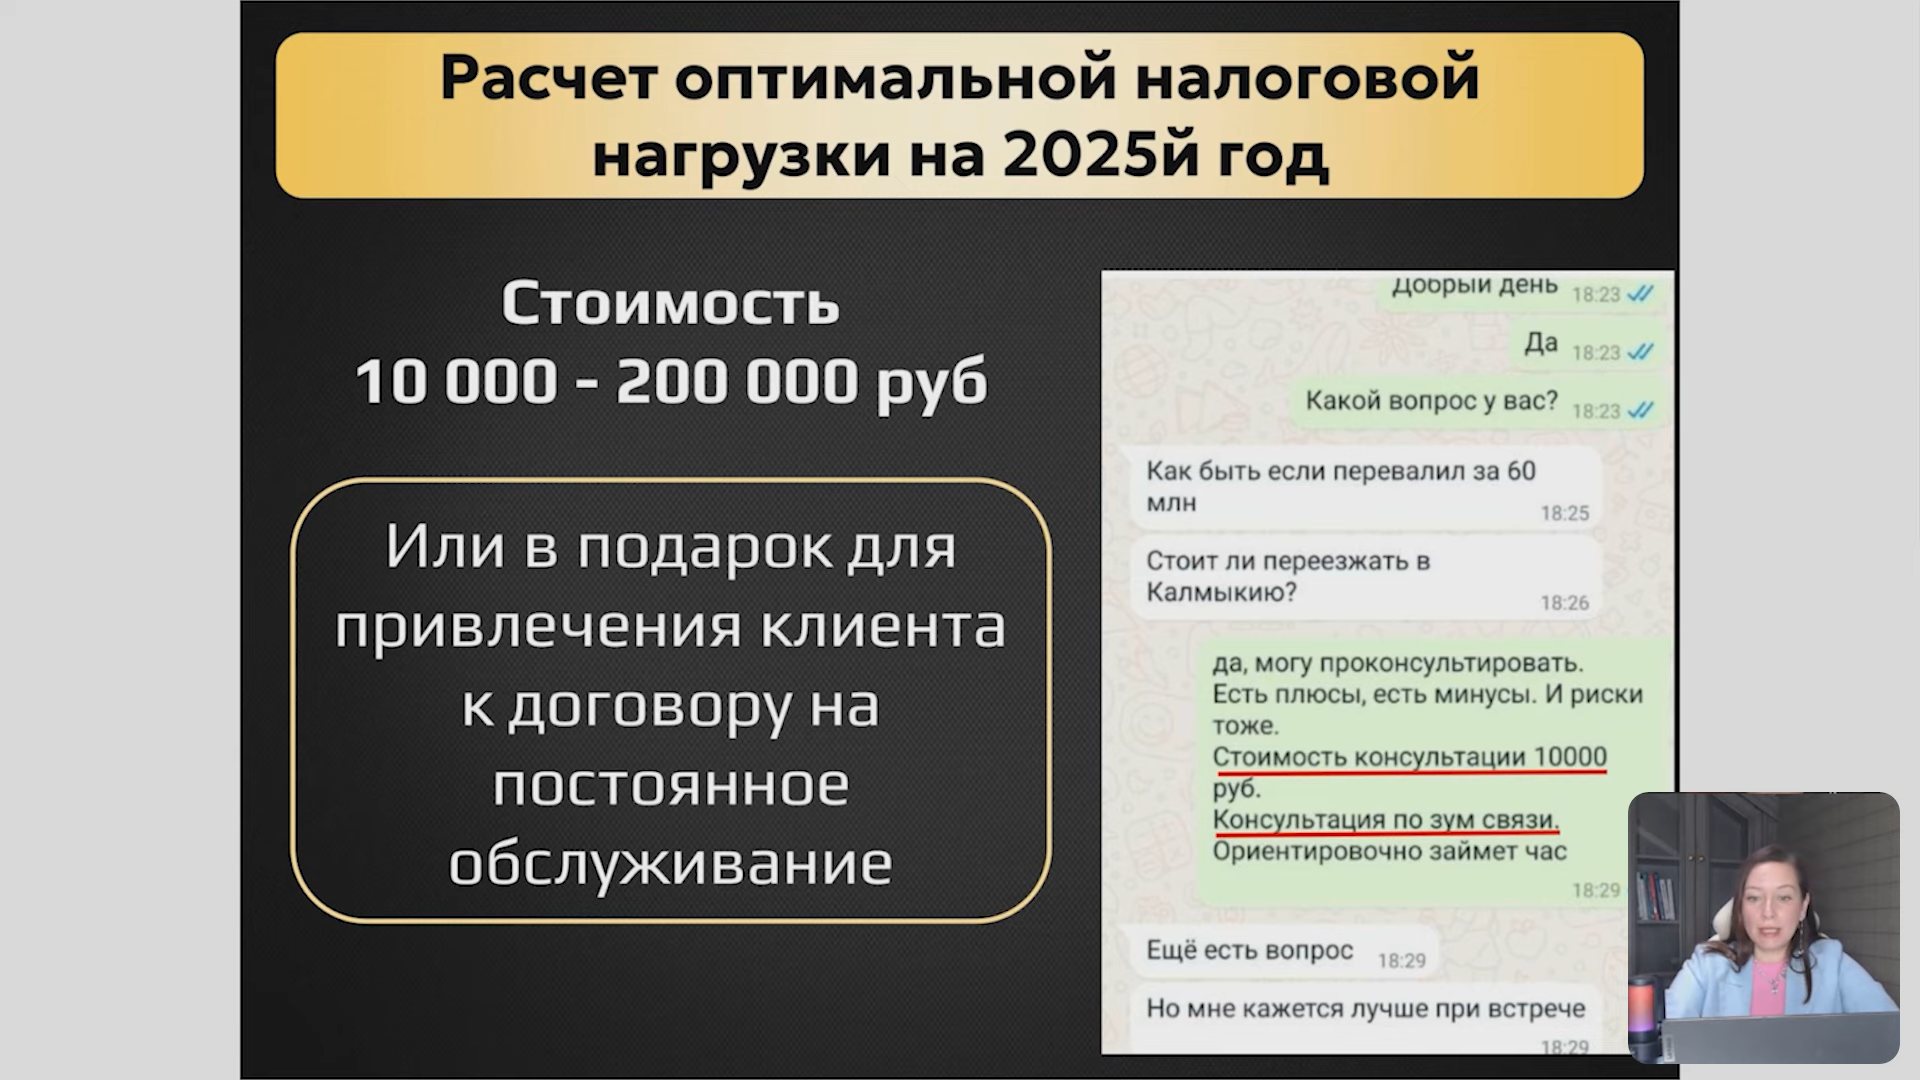 Расчет оптимальной налоговой
нагрузки на 2025й год
Стоимость
10 000 - 200 000 руб
Или в подарок для
привлечения клиента
к договору на
постоянное
обслуживание
Добрый день 18:23
Да 18:23
Какой вопрос у вас? 18:23
Как быть если перевалил за 60
млн
18:25
Стоит ли переезжать в
Калмыкию?
18:26
да, могу проконсультировать.
Есть плюсы, есть минусы. И риски
тоже.
Стоимость консультации 10000
руб.
Консультация по зум связи.
Ориентировочно займет час
18:29
Ещё есть вопрос 18:29
Но мне кажется лучше при встрече
18:29